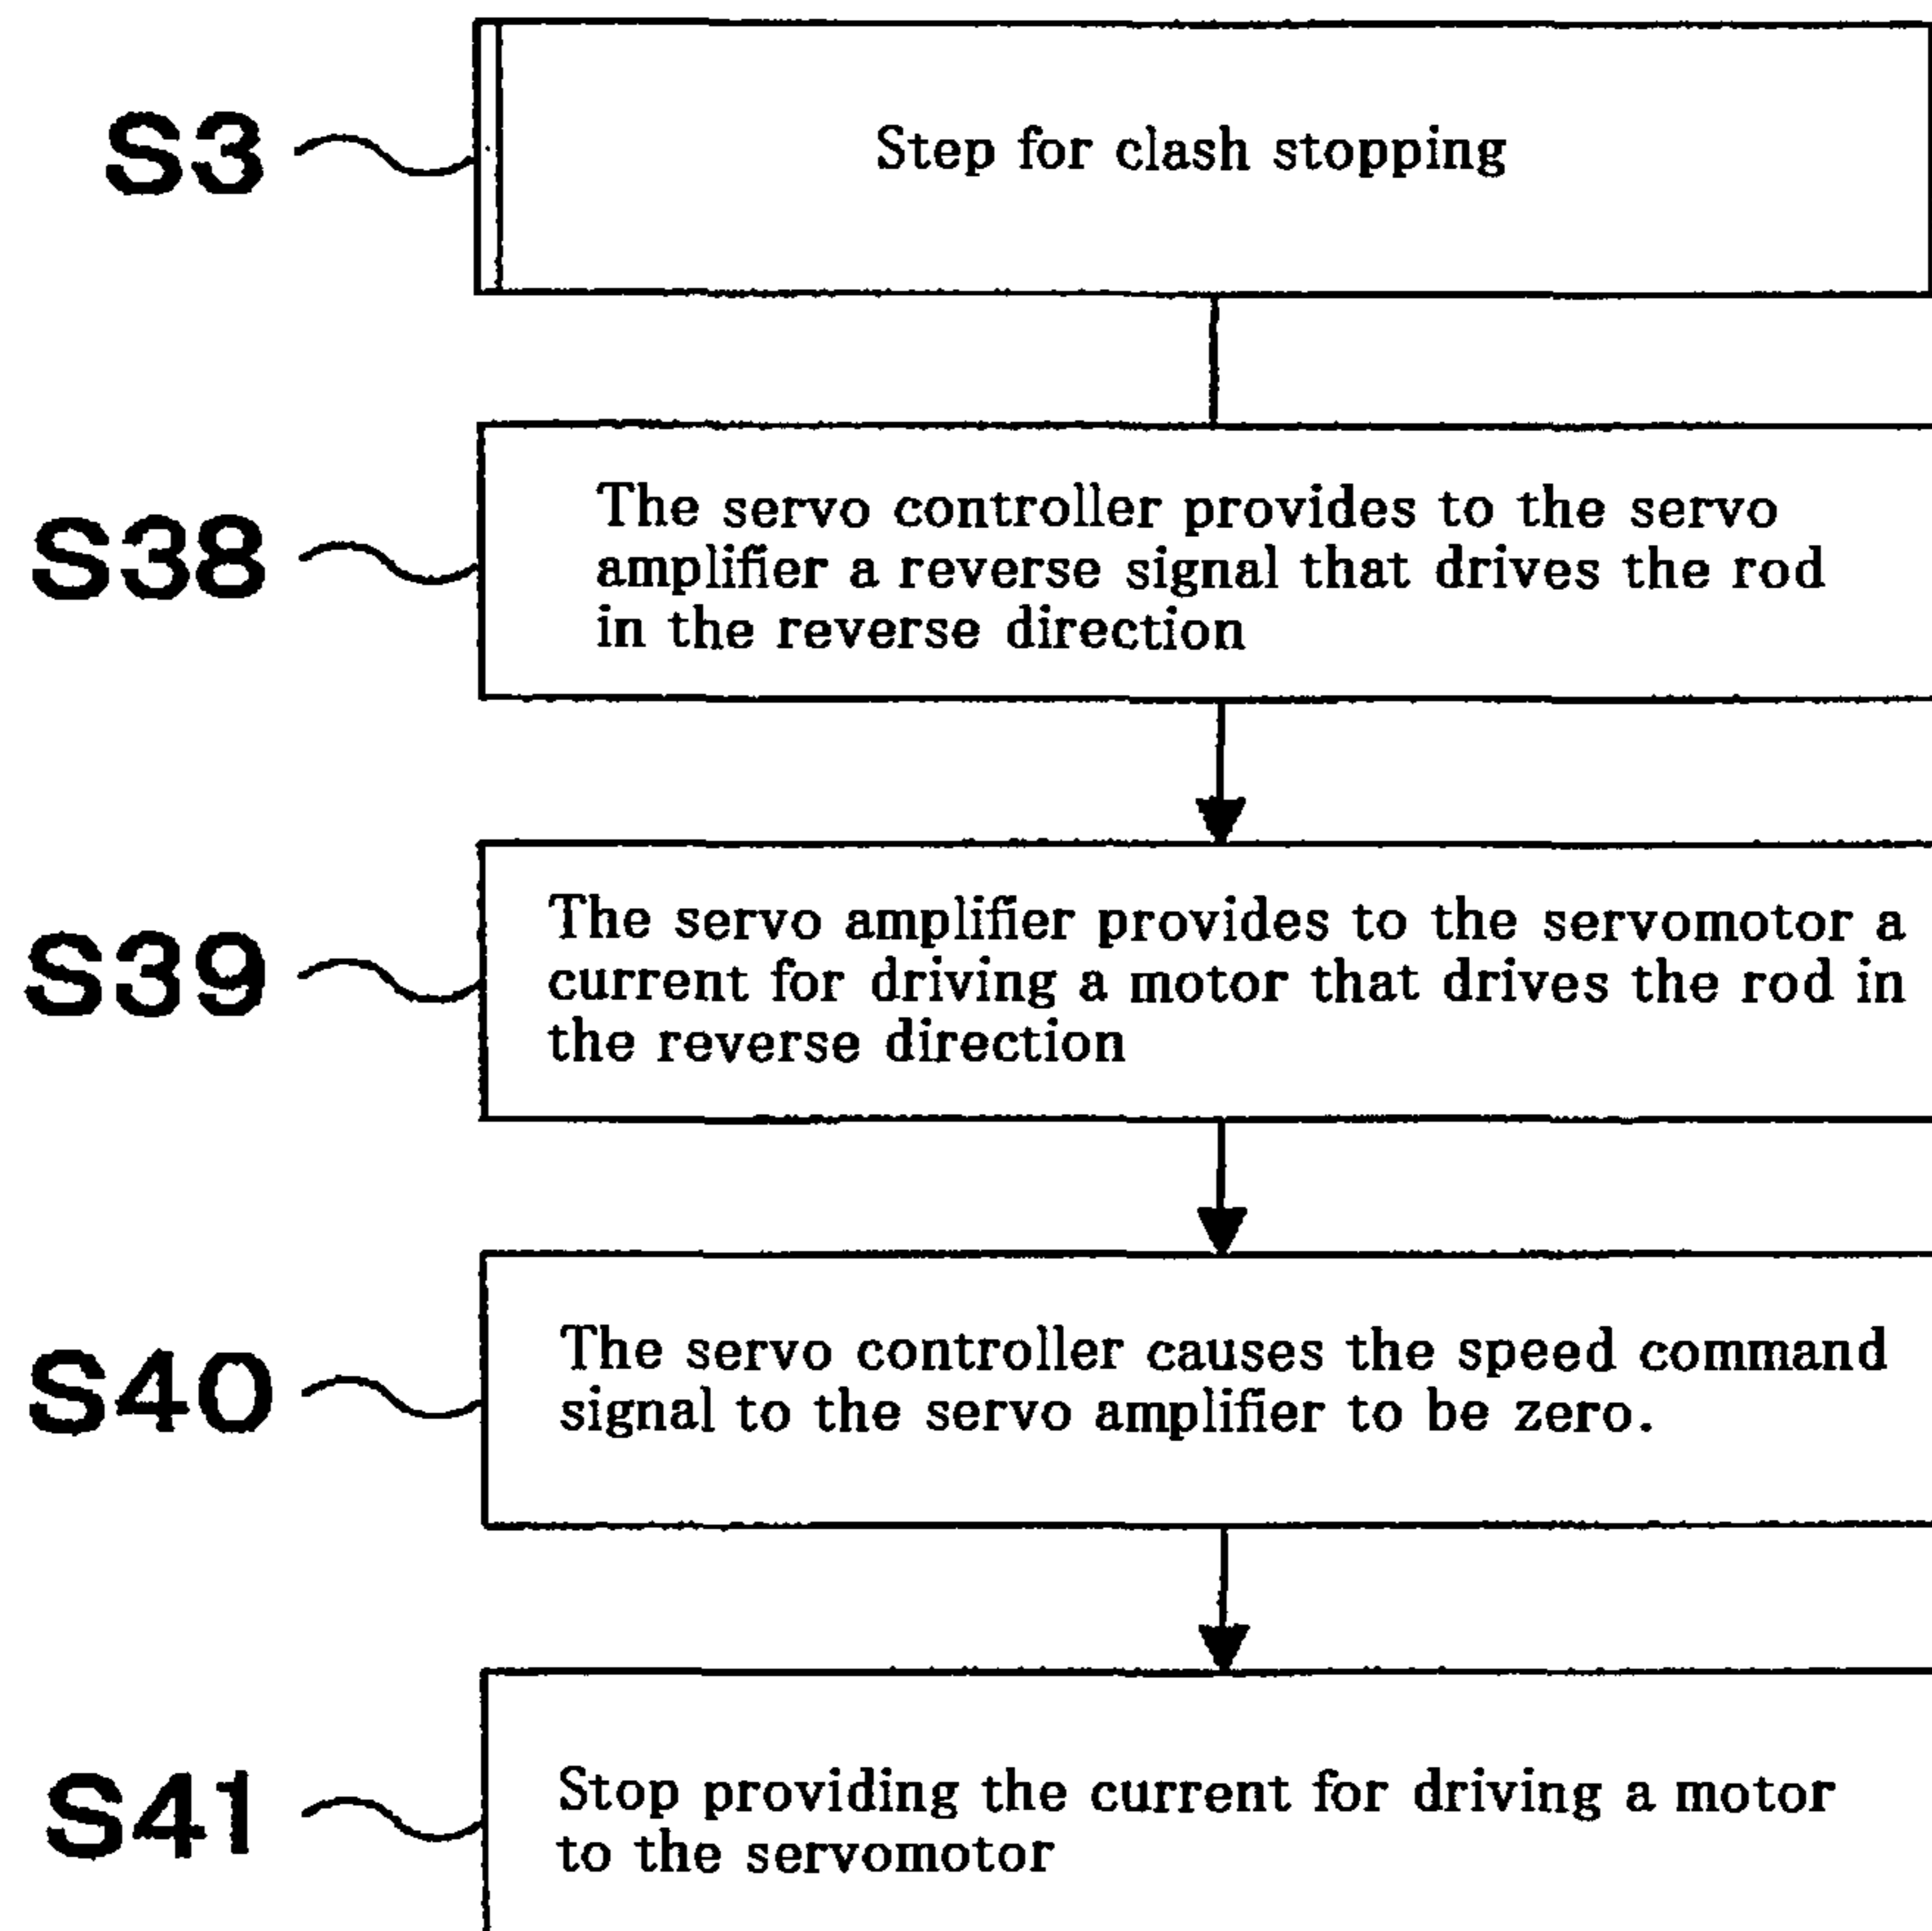 S3
Step for clash stopping
S38
The servo controller provides to the servo
amplifier a reverse signal that drives the rod
in the reverse direction
S39
The servo amplifier provides to the servomotor a
current for driving a motor that drives the rod in
the reverse direction
S40
The servo controller causes the speed command
signal to the servo amplifier to be zero.
S41
Stop providing the current for driving a motor
to the servomotor